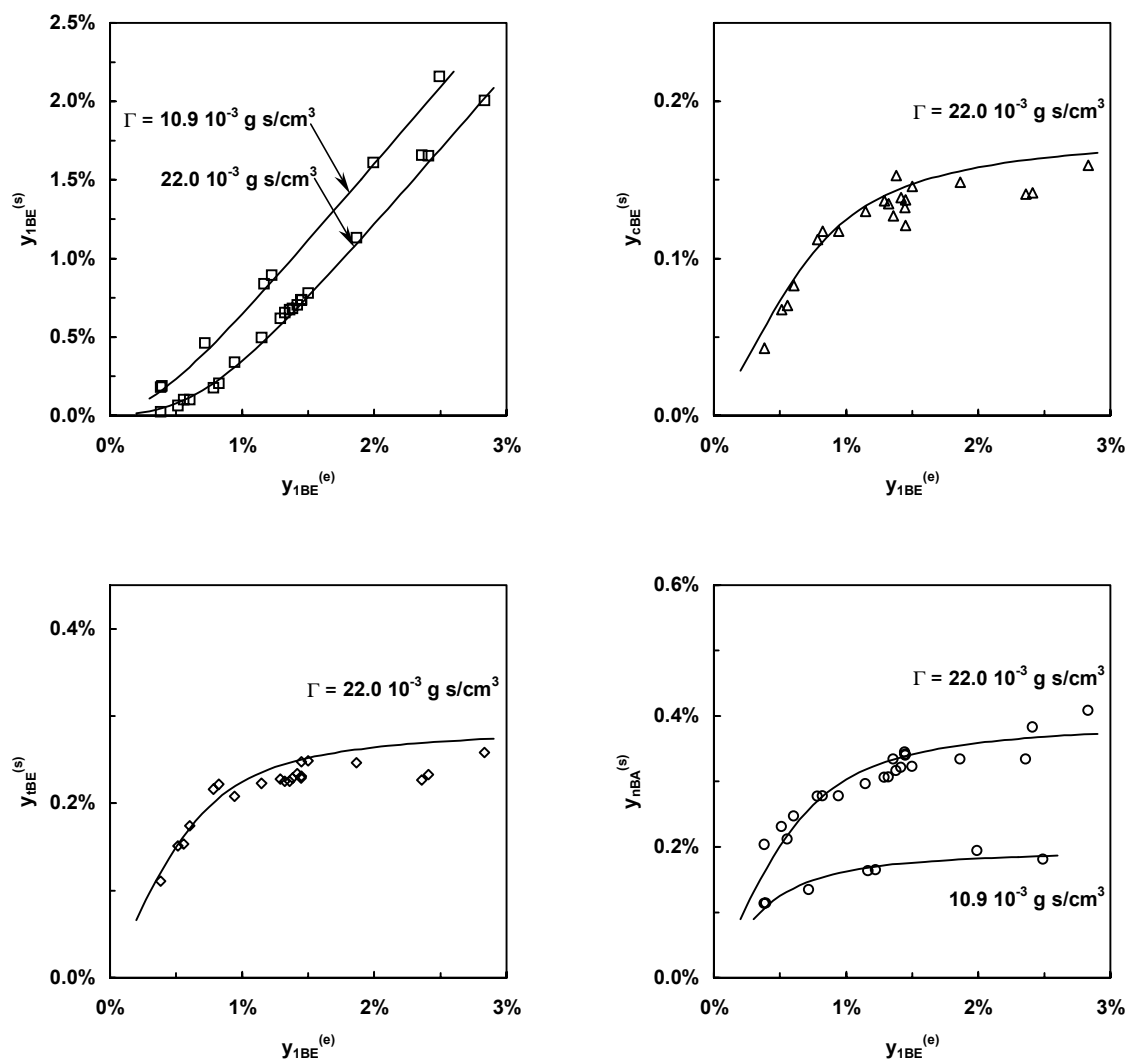 2.5%
2.0%
1.5%
1.0%
0.5%
0.0%
y1BE(s)
Γ = 10.9 10-3 g s/cm3
22.0 10-3 g s/cm3
0%
1%
2%
3%
y1BE(e)
0.2%
0.1%
0.0%
ycBE(s)
Γ = 22.0 10-3 g s/cm3
0%
1%
2%
3%
y1BE(e)
0.4%
0.2%
0.0%
ytBE(s)
Γ = 22.0 10-3 g s/cm3
0%
1%
2%
3%
y1BE(e)
0.6%
0.4%
0.2%
0.0%
ynBA(s)
Γ = 22.0 10-3 g s/cm3
10.9 10-3 g s/cm3
0%
1%
2%
3%
y1BE(e)